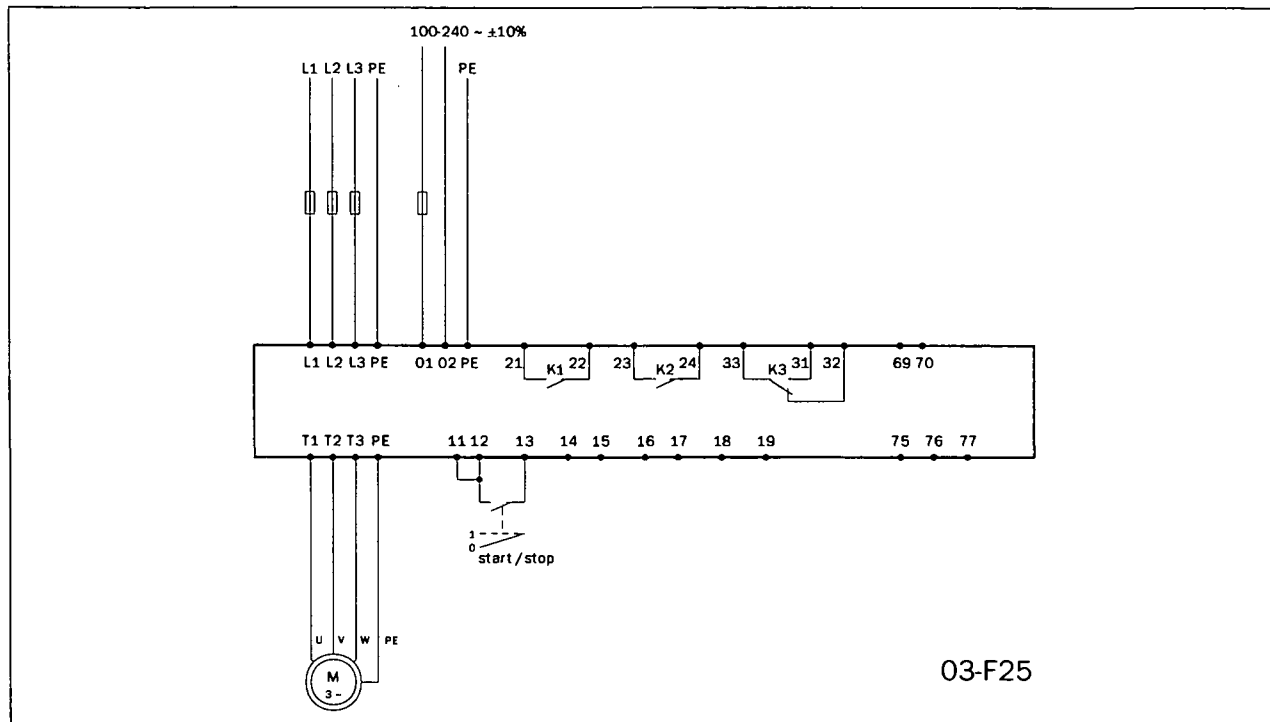 100-240 ~ ±10%
L1 L2 L3 PE PE
L1 L2 L3 PE 01 02 PE 21 22 23 24 33 31 32 69 70
K1 K2 K3
T1 T2 T3 PE 11 12 13 14 15 16 17 18 19 75 76 77
1
0
start/stop
U V W PE
M
3~
03-F25